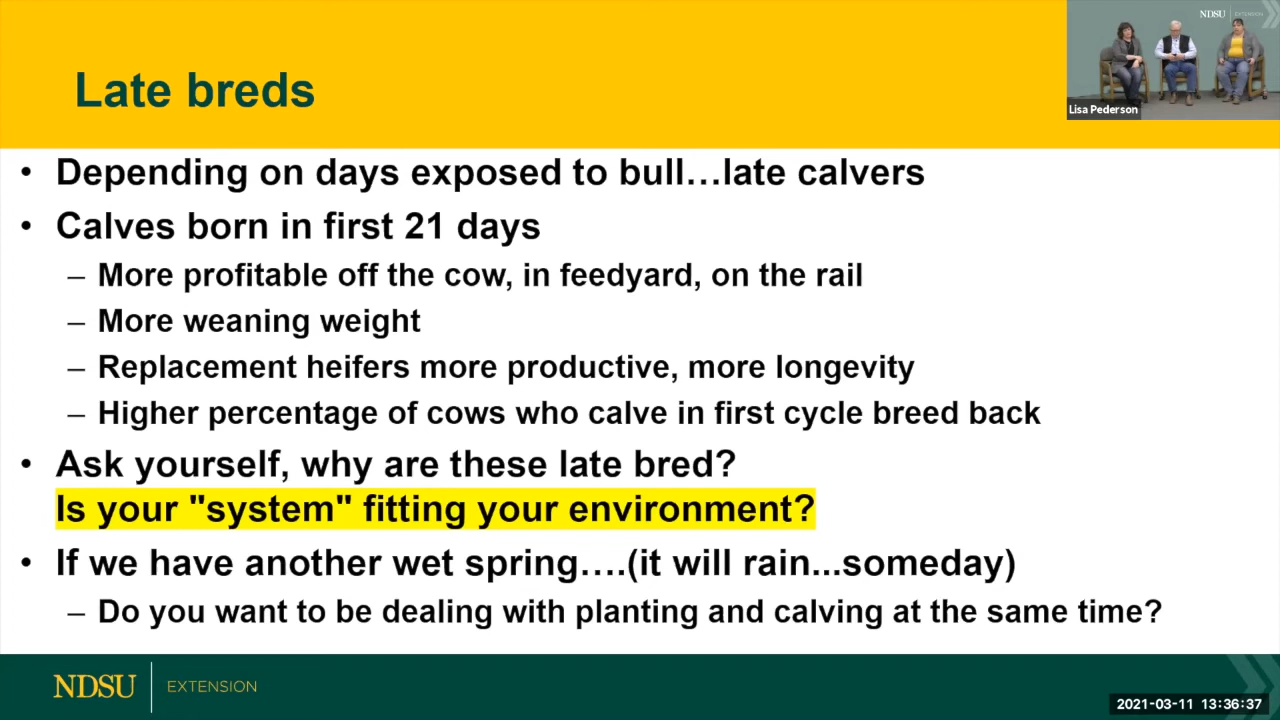 NDSU EXTENSION
Lisa Pederson
Late breds
• Depending on days exposed to bull…late calvers
• Calves born in first 21 days
– More profitable off the cow, in feedyard, on the rail
– More weaning weight
– Replacement heifers more productive, more longevity
– Higher percentage of cows who calve in first cycle breed back
• Ask yourself, why are these late bred?
Is your "system" fitting your environment?
• If we have another wet spring….(it will rain...someday)
– Do you want to be dealing with planting and calving at the same time?
NDSU EXTENSION
2021-03-11 13:36:37